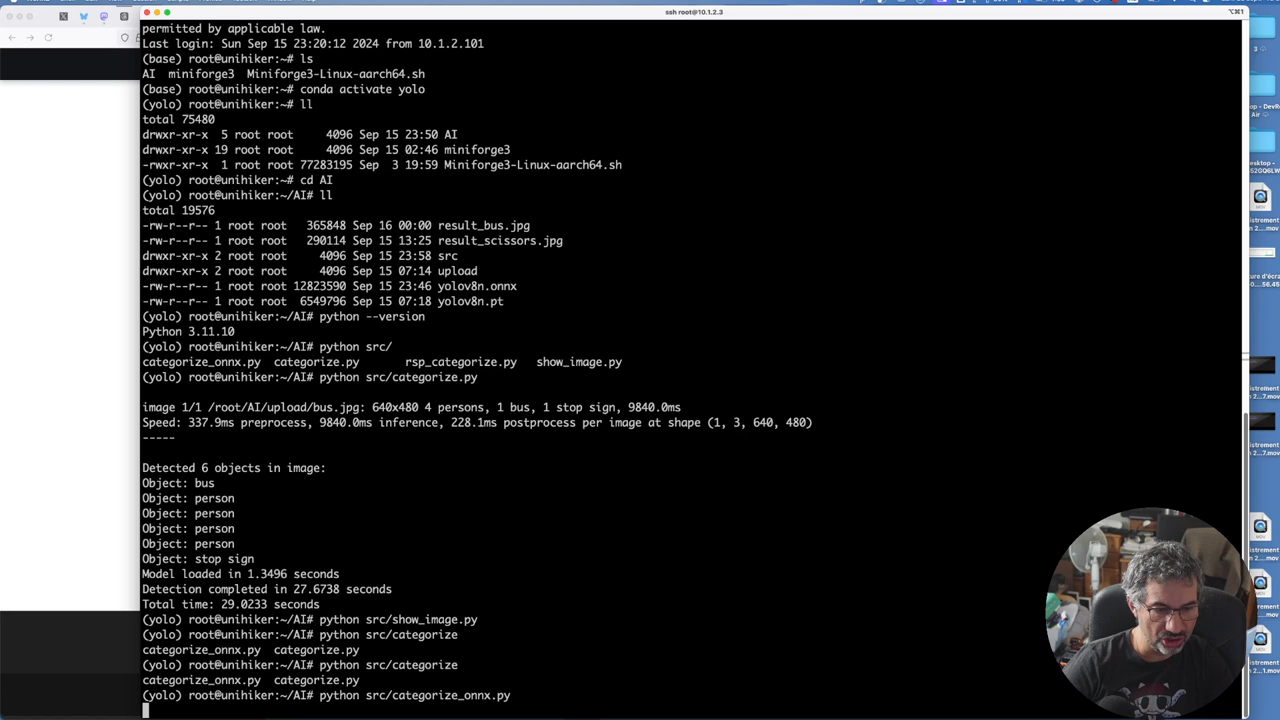 ssh root@10.1.2.3
⌥⌘1
permitted by applicable law.
Last login: Sun Sep 15 23:20:12 2024 from 10.1.2.101
(base) root@unihiker:~# ls
AI  miniforge3  Miniforge3-Linux-aarch64.sh
(base) root@unihiker:~# conda activate yolo
(yolo) root@unihiker:~# ll
total 75480
drwxr-xr-x  5 root root     4096 Sep 15 23:50 AI
drwxr-xr-x 19 root root     4096 Sep 15 02:46 miniforge3
-rwxr-xr-x  1 root root 77283195 Sep  3 19:59 Miniforge3-Linux-aarch64.sh
(yolo) root@unihiker:~# cd AI
(yolo) root@unihiker:~/AI# ll
total 19576
-rw-r--r-- 1 root root   365848 Sep 16 00:00 result_bus.jpg
-rw-r--r-- 1 root root   290114 Sep 15 13:25 result_scissors.jpg
drwxr-xr-x 2 root root     4096 Sep 15 23:58 src
drwxr-xr-x 2 root root     4096 Sep 15 07:14 upload
-rw-r--r-- 1 root root 12823590 Sep 15 23:46 yolov8n.onnx
-rw-r--r-- 1 root root  6549796 Sep 15 07:18 yolov8n.pt
(yolo) root@unihiker:~/AI# python --version
Python 3.11.10
(yolo) root@unihiker:~/AI# python src/
categorize_onnx.py  categorize.py       rsp_categorize.py   show_image.py
(yolo) root@unihiker:~/AI# python src/categorize.py
image 1/1 /root/AI/upload/bus.jpg: 640x480 4 persons, 1 bus, 1 stop sign, 9840.0ms
Speed: 337.9ms preprocess, 9840.0ms inference, 228.1ms postprocess per image at shape (1, 3, 640, 480)
-----
Detected 6 objects in image:
Object: bus
Object: person
Object: person
Object: person
Object: person
Object: stop sign
Model loaded in 1.3496 seconds
Detection completed in 27.6738 seconds
Total time: 29.0233 seconds
(yolo) root@unihiker:~/AI# python src/show_image.py
(yolo) root@unihiker:~/AI# python src/categorize
categorize_onnx.py  categorize.py
(yolo) root@unihiker:~/AI# python src/categorize
categorize_onnx.py  categorize.py
(yolo) root@unihiker:~/AI# python src/categorize_onnx.py